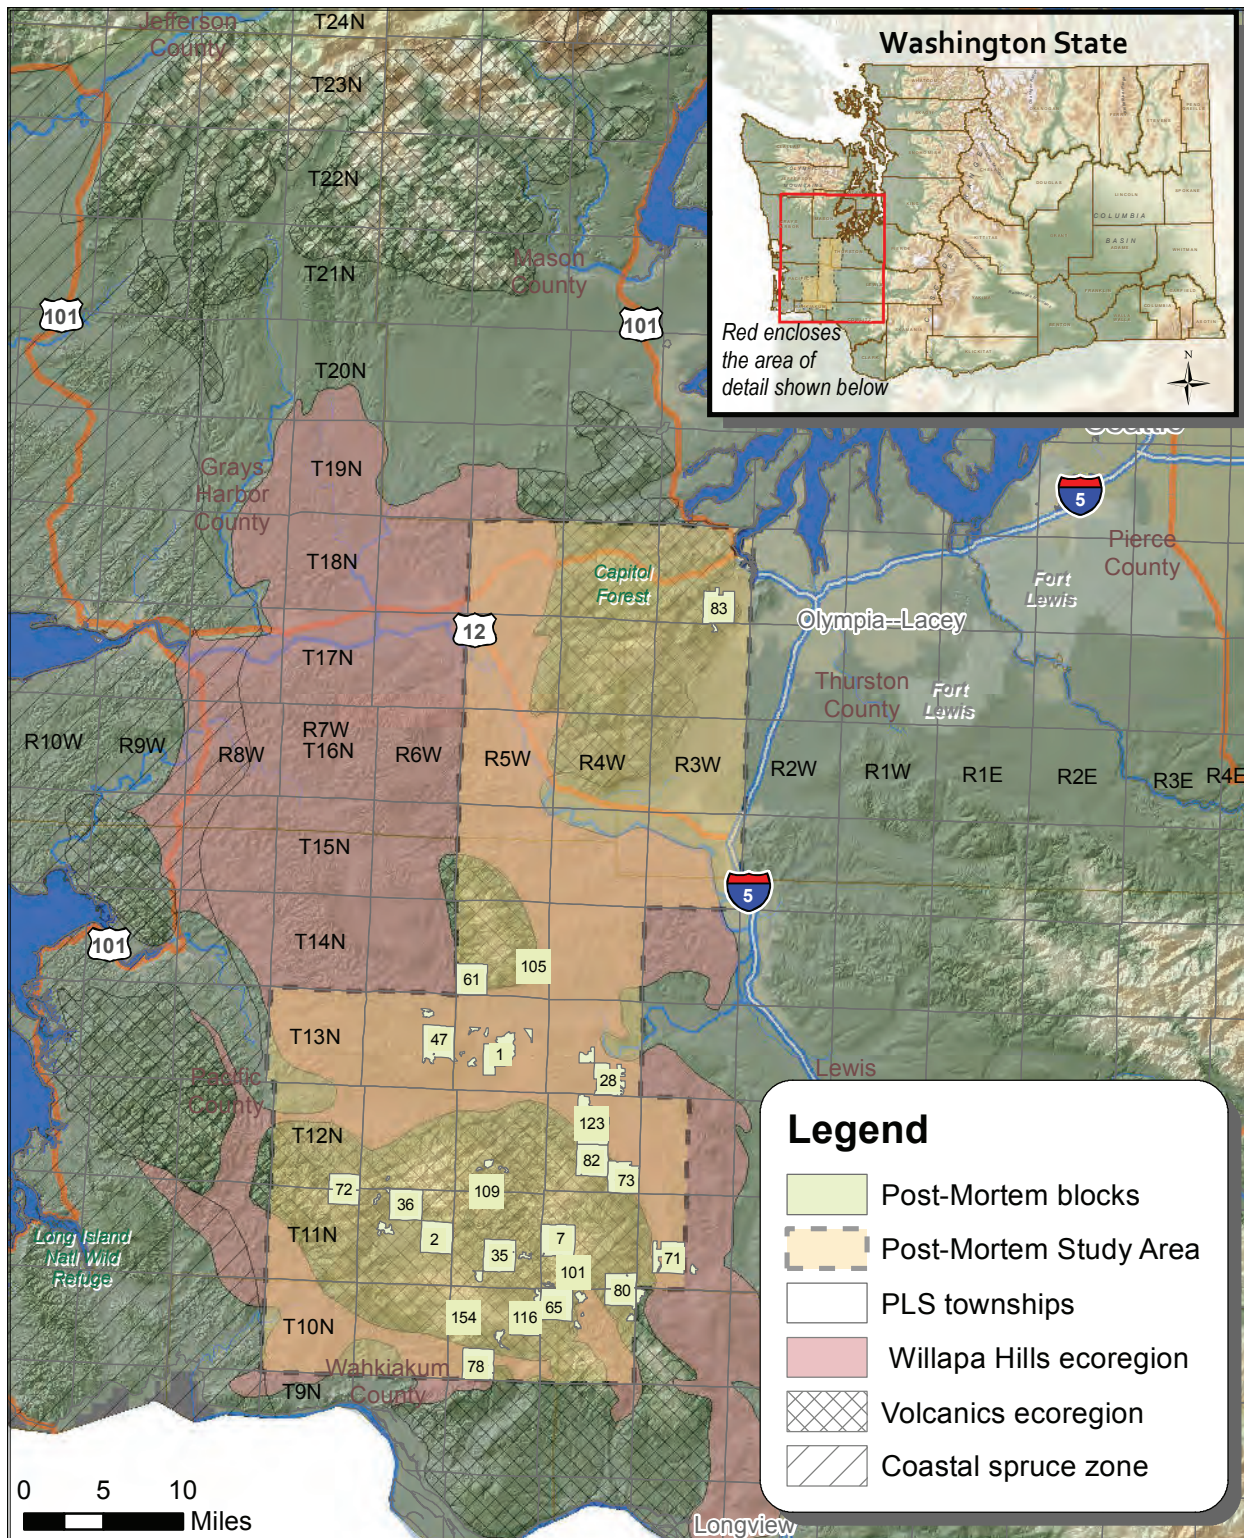 Jefferson
County
T24N
T23N
T22N
T21N
Mason
County
101
101
T20N
Grays
Harbor
County
T19N
T18N
Capitol
Forest
83
12
T17N
Olympia--Lacey
Thurston
County
Fort
Lewis
Fort
Lewis
Pierce
County
5
Seattle
R10W
R9W
R8W
R7W
T16N
R6W
R5W
R4W
R3W
R2W
R1W
R1E
R2E
R3E
R4E
T15N
5
T14N
101
61
105
T13N
47
1
28
Lewis
Pacific
County
T12N
123
82
73
72
36
109
T11N
2
35
7
71
101
80
Long Island
Natl Wild
Refuge
T10N
154
116
65
78
Wahkiakum
County
T9N
Longview
0 5 10
Miles
Washington State
COLUMBIA
BASIN
Red encloses
the area of
detail shown below
N
Legend
Post-Mortem blocks
Post-Mortem Study Area
PLS townships
Willapa Hills ecoregion
Volcanics ecoregion
Coastal spruce zone